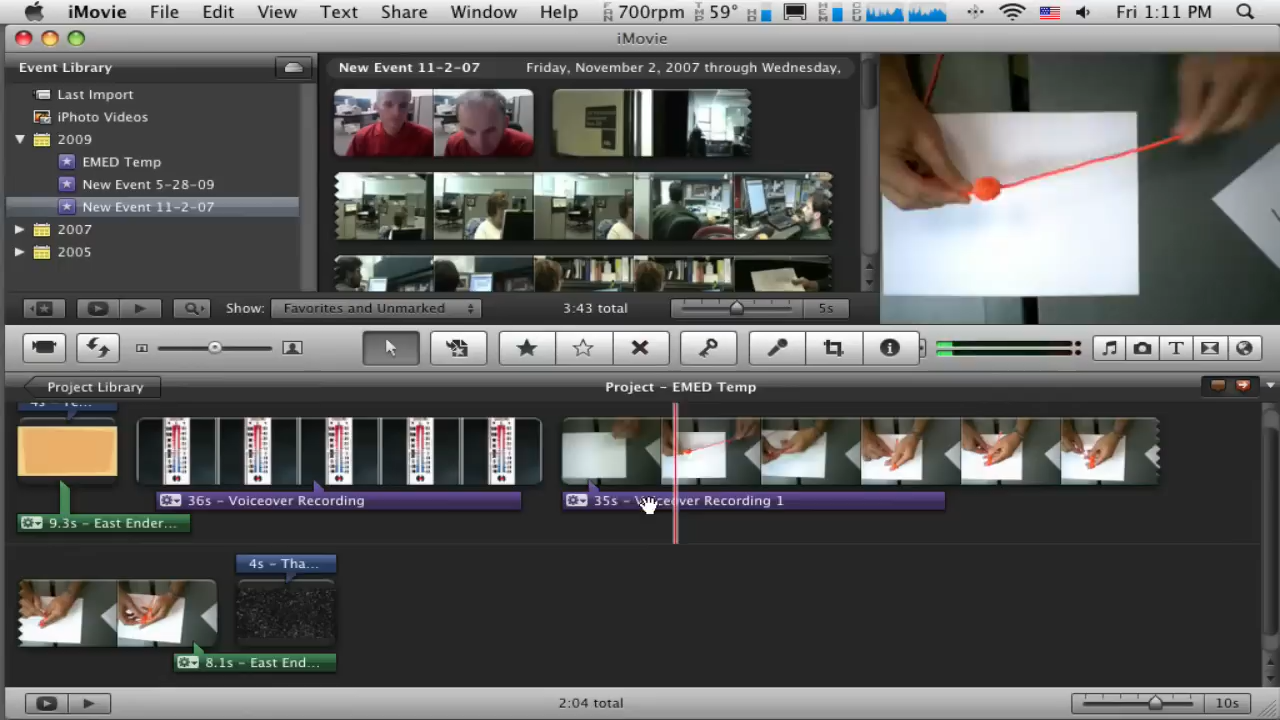 iMovie File Edit View Text Share Window Help 700rpm 59° Fri 1:11 PM
iMovie
Event Library
New Event 11-2-07 Friday, November 2, 2007 through Wednesday,
Last Import
iPhoto Videos
2009
EMED Temp
New Event 5-28-09
New Event 11-2-07
2007
2005
Show: Favorites and Unmarked 3:43 total 5s
Project Library Project - EMED Temp
36s - Voiceover Recording 35s - Voiceover Recording 1
9.3s - East Ender...
4s - Tha...
8.1s - East End...
2:04 total 10s